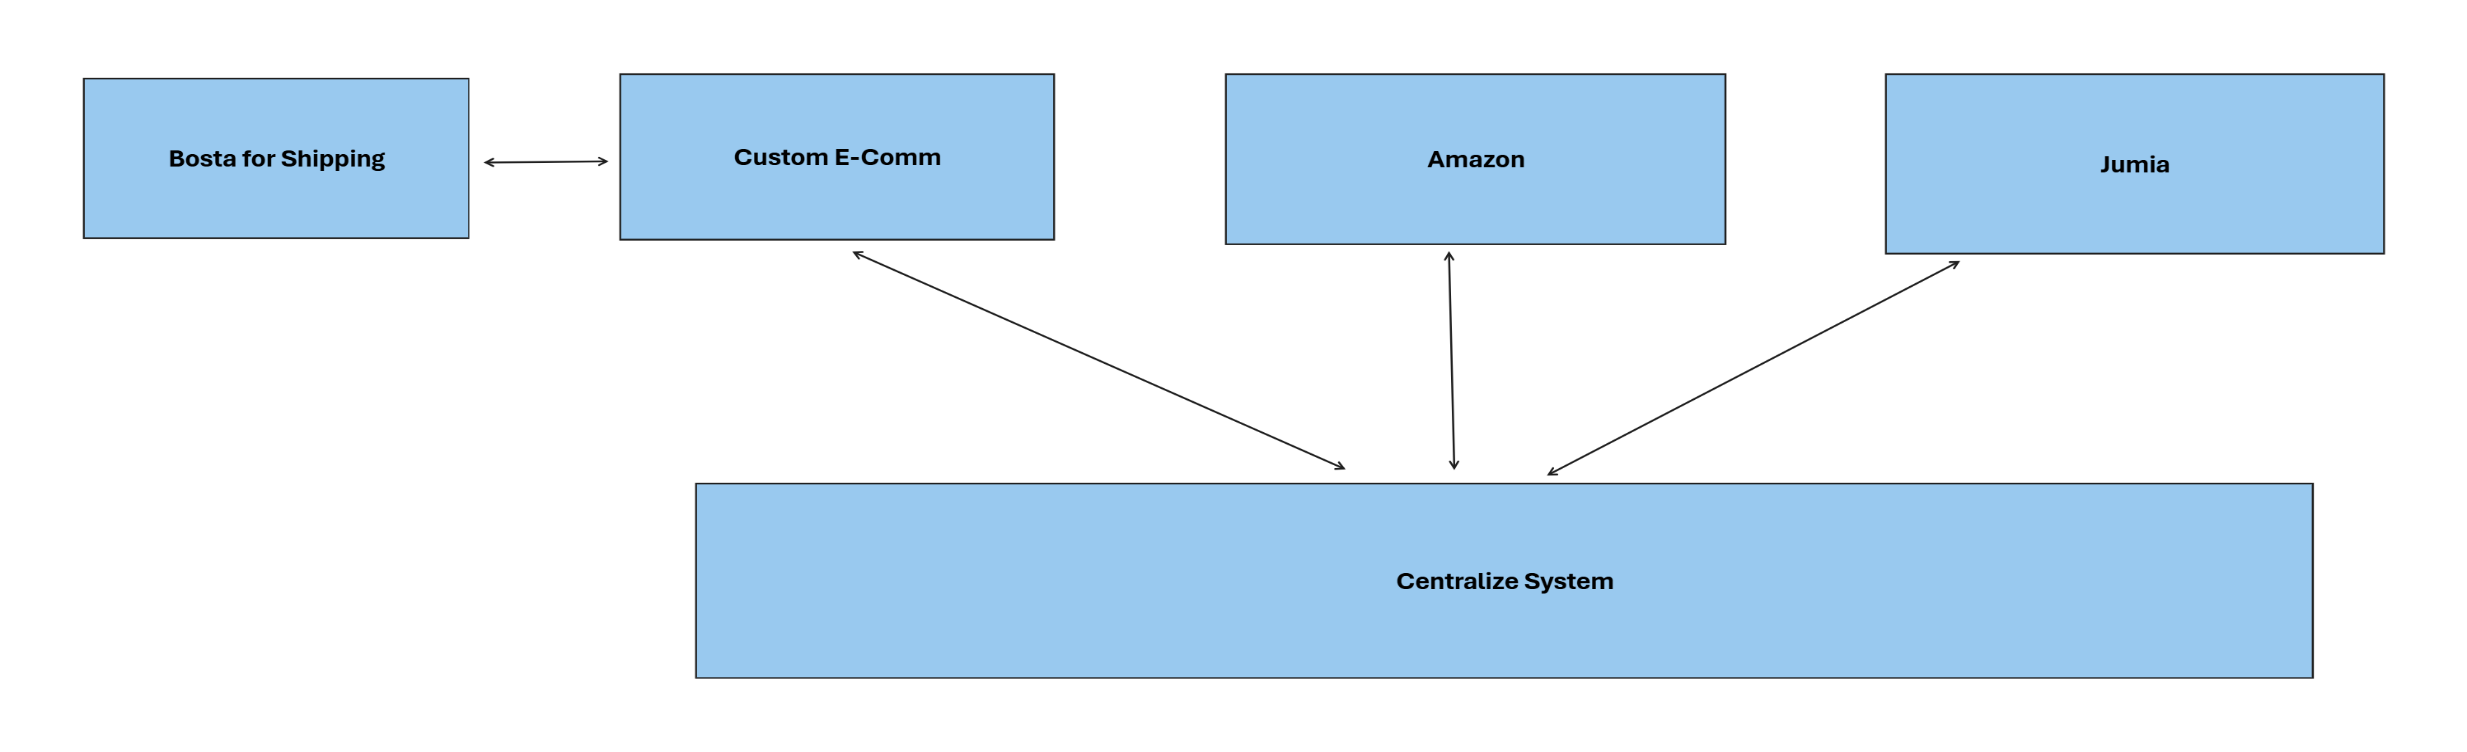 Bosta for Shipping
Custom E-Comm
Amazon
Jumia
Centralize System